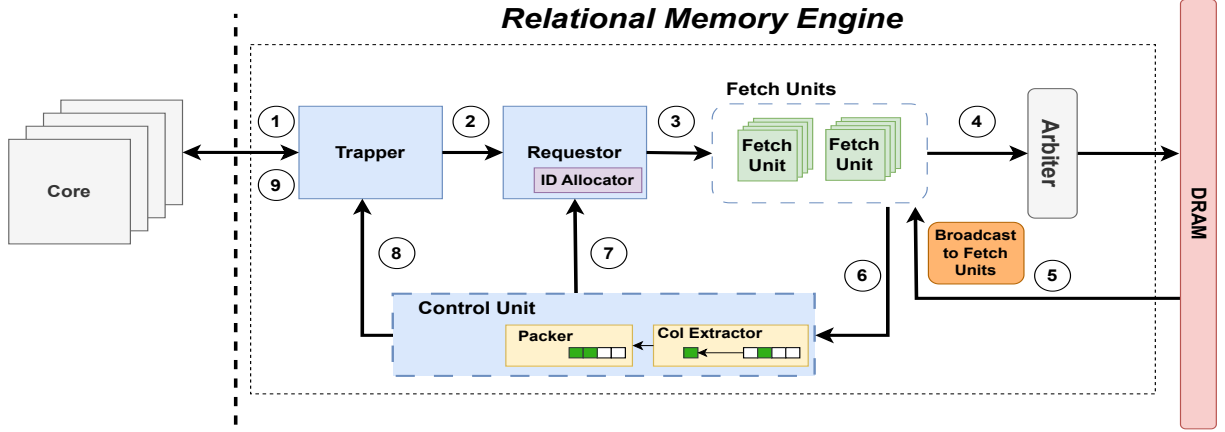 Relational Memory Engine
Fetch Units
1
2
3
4
Core
Trapper
Requestor
ID Allocator
Fetch
Unit
Fetch
Unit
Arbiter
DRAM
9
8
7
6
Broadcast
to Fetch
Units
5
Control Unit
Packer
Col Extractor